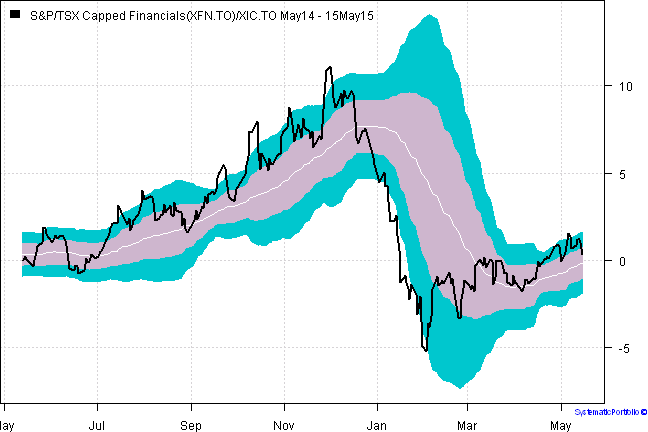 S&P/TSX Capped Financials(XFN.TO)/XIC.TO May14 - 15May15
10
5
0
-5
lay Jul Sep Nov Jan Mar May
SystematicPortfolio ©